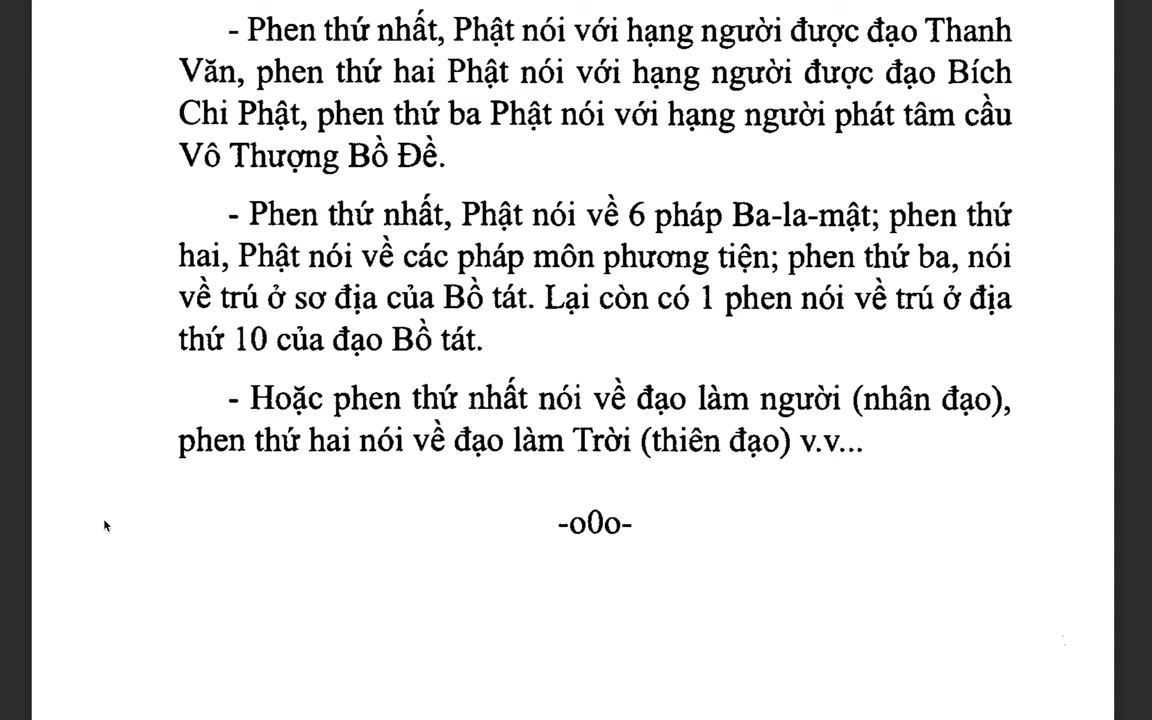 - Phen thứ nhất, Phật nói với hạng người được đạo Thanh
Văn, phen thứ hai Phật nói với hạng người được đạo Bích
Chi Phật, phen thứ ba Phật nói với hạng người phát tâm cầu
Vô Thượng Bồ Đề.
- Phen thứ nhất, Phật nói về 6 pháp Ba-la-mật; phen thứ
hai, Phật nói về các pháp môn phương tiện; phen thứ ba, nói
về trú ở sơ địa của Bồ tát. Lại còn có 1 phen nói về trú ở địa
thứ 10 của đạo Bồ tát.
- Hoặc phen thứ nhất nói về đạo làm người (nhân đạo),
phen thứ hai nói về đạo làm Trời (thiên đạo) v.v...
-o0o-